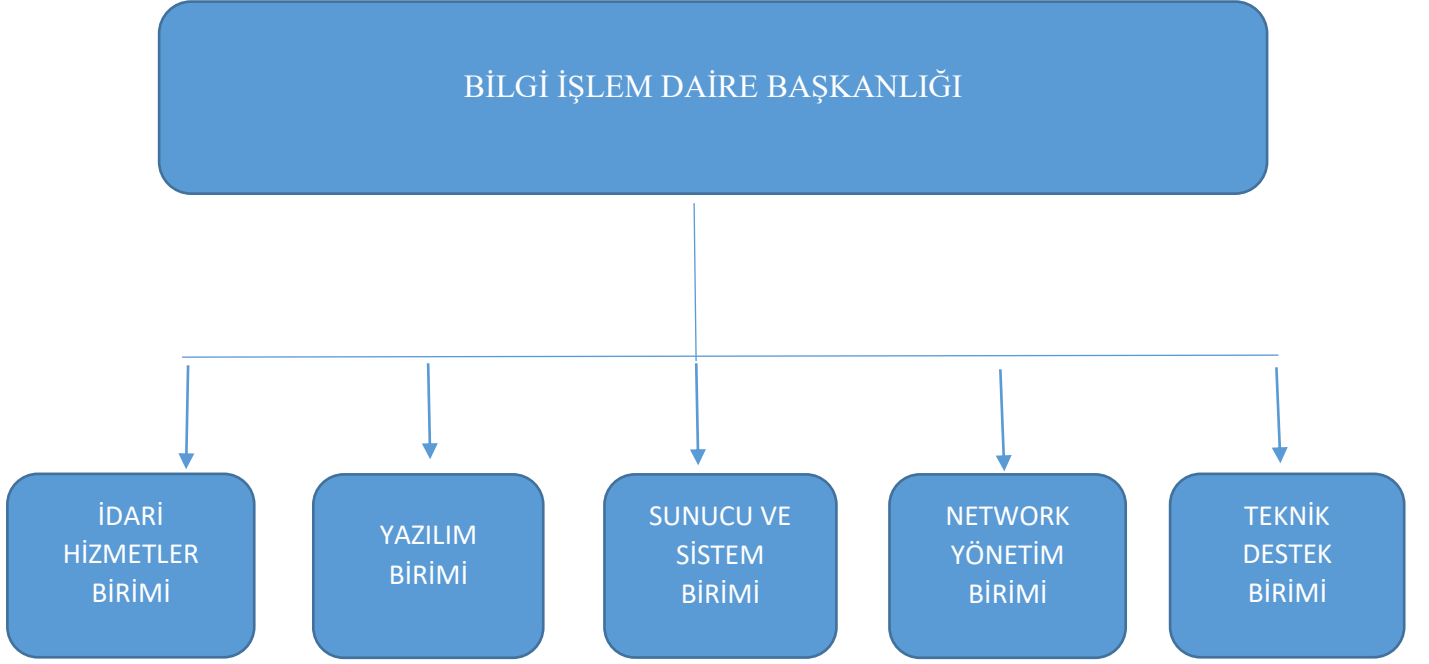 BİLGİ İŞLEM DAİRE BAŞKANLIĞI
İDARİ
HİZMETLER
BİRİMİ
YAZILIM
BİRİMİ
SUNUCU VE
SİSTEM
BİRİMİ
NETWORK
YÖNETİM
BİRİMİ
TEKNİK
DESTEK
BİRİMİ